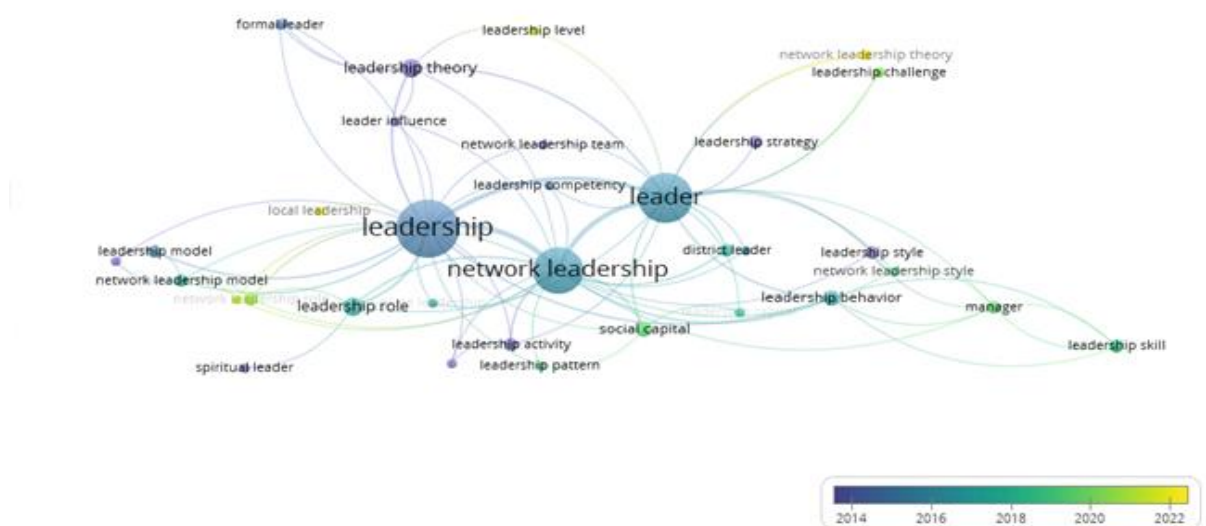 formal leader
leadership level
network leadership theory
leadership theory
leadership challenge
leader influence
network leadership team
leadership strategy
leadership competency
leader
local leadership
leadership
leadership model
district leader
leadership style
network leadership
network leadership style
network leadership model
leadership behavior
leadership role
manager
social capital
leadership activity
leadership skill
leadership pattern
spiritual leader
2014 2016 2018 2020 2022